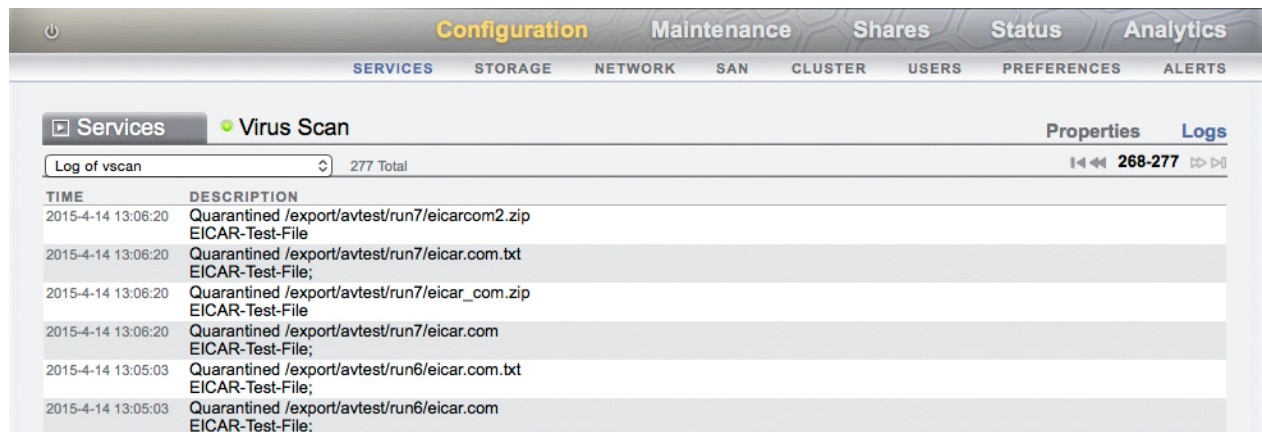 Configuration Maintenance Shares Status Analytics
SERVICES STORAGE NETWORK SAN CLUSTER USERS PREFERENCES ALERTS
Services Virus Scan Properties Logs
Log of vscan 277 Total 268-277
TIME DESCRIPTION
2015-4-14 13:06:20 Quarantined /export/avtest/run7/eicarcom2.zip
EICAR-Test-File
2015-4-14 13:06:20 Quarantined /export/avtest/run7/eicar.com.txt
EICAR-Test-File;
2015-4-14 13:06:20 Quarantined /export/avtest/run7/eicar_com.zip
EICAR-Test-File
2015-4-14 13:06:20 Quarantined /export/avtest/run7/eicar.com
EICAR-Test-File;
2015-4-14 13:05:03 Quarantined /export/avtest/run6/eicar.com.txt
EICAR-Test-File;
2015-4-14 13:05:03 Quarantined /export/avtest/run6/eicar.com
EICAR-Test-File;